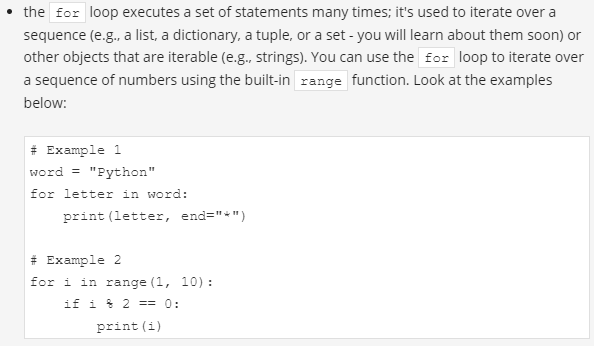 • the for loop executes a set of statements many times; it's used to iterate over a
sequence (e.g., a list, a dictionary, a tuple, or a set - you will learn about them soon) or
other objects that are iterable (e.g., strings). You can use the for loop to iterate over
a sequence of numbers using the built-in range function. Look at the examples
below:
# Example 1
word = "Python"
for letter in word:
    print(letter, end="*")
# Example 2
for i in range(1, 10):
    if i % 2 == 0:
        print(i)